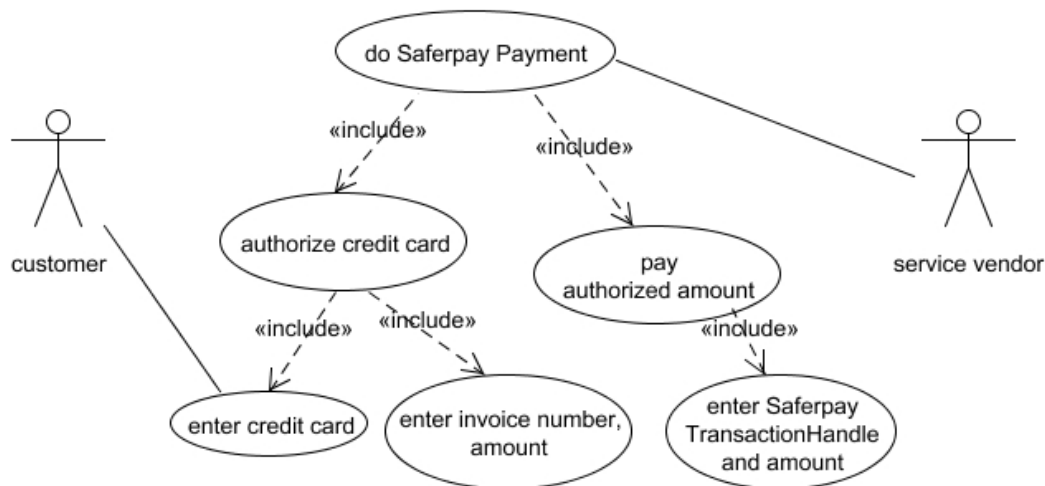 do Saferpay Payment
«include»
«include»
customer
authorize credit card
pay
authorized amount
service vendor
«include»
«include»
«include»
enter credit card
enter invoice number,
amount
enter Saferpay
TransactionHandle
and amount